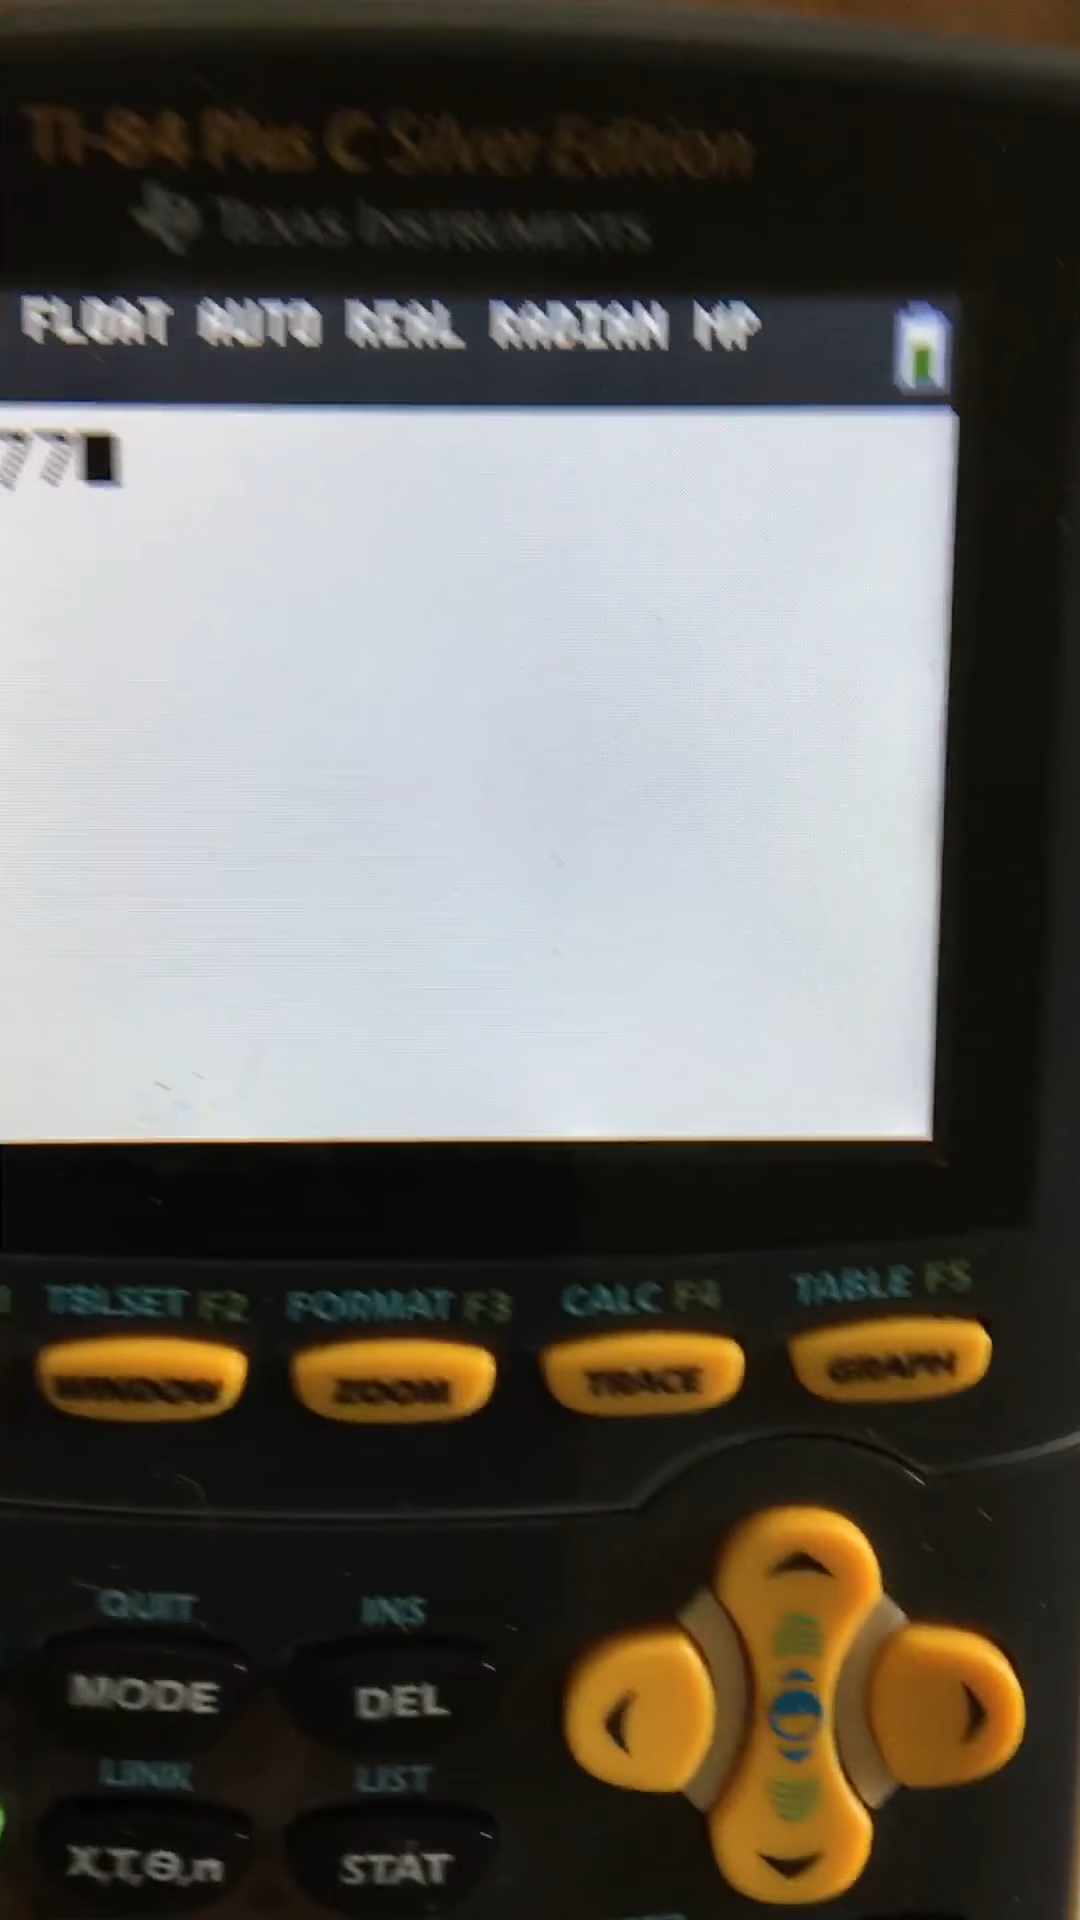 TI-84 Plus C Silver Edition
TEXAS INSTRUMENTS
FLOAT AUTO REAL RADIAN MP
77
TBLSET F2 FORMAT F3 CALC F4 TABLE F5
WINDOW ZOOM TRACE GRAPH
QUIT INS
MODE DEL
LINK LIST
X,T,Θ,n STAT